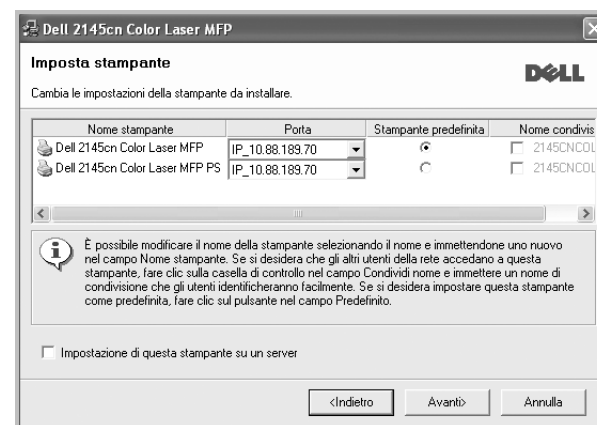 Dell 2145cn Color Laser MFP
Imposta stampante
DELL
Cambia le impostazioni della stampante da installare.
Nome stampante Porta Stampante predefinita Nome condivis
Dell 2145cn Color Laser MFP IP_10.88.189.70 2145CNCOL
Dell 2145cn Color Laser MFP PS IP_10.88.189.70 2145CNCOL
È possibile modificare il nome della stampante selezionando il nome e immettendone uno nuovo
nel campo Nome stampante. Se si desidera che gli altri utenti della rete accedano a questa
stampante, fare clic sulla casella di controllo nel campo Condividi nome e immettere un nome di
condivisione che gli utenti identificheranno facilmente. Se si desidera impostare questa stampante
come predefinita, fare clic sul pulsante nel campo Predefinito.
Impostazione di questa stampante su un server
<Indietro Avanti> Annulla